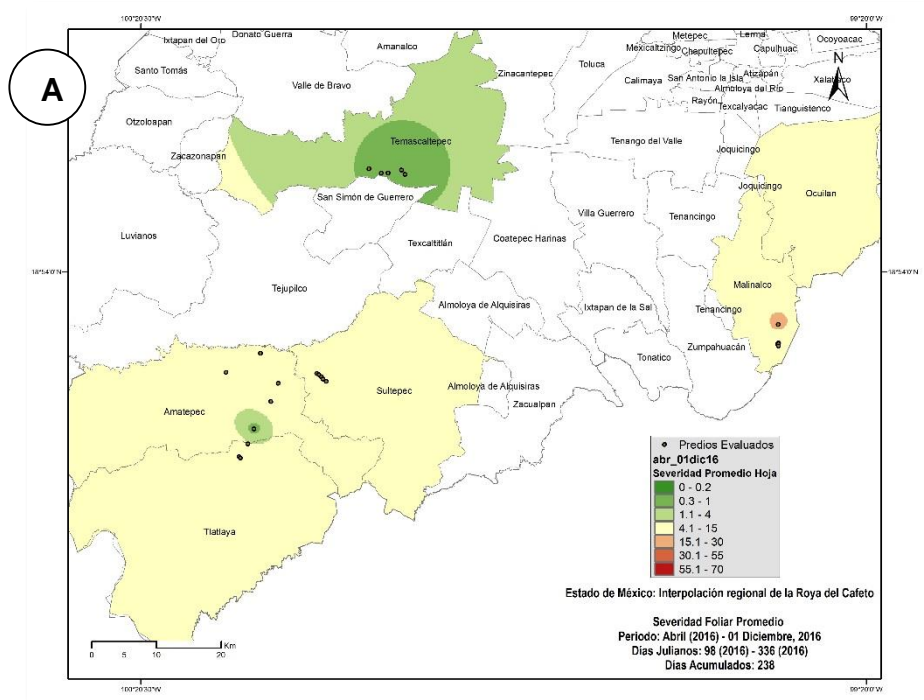 100°20'30"W
99°20'0"W
A
Ixtapan del Oro
Donato Guerra
Amanalco
Metepec
Lerma
Ocoyoacac
Mexicaltzingo
Chapultepec
Capulhuac
Santo Tomás
Toluca
N
Zinacantepec
Valle de Bravo
Calimaya
San Antonio la Isla
Atizapán
Xalatlaco
Almoloya del Río
Rayón
Texcalyacac
Tianguistenco
Otzoloapan
Temascaltepec
Tenango del Valle
Joquicingo
Zacazonapan
Joquicingo
Ocuilan
San Simón de Guerrero
Villa Guerrero
Tenancingo
Luvianos
Texcaltitlán
Coatepec Harinas
18°54'0"N
18°54'0"N
Tejupilco
Malinalco
Almoloya de Alquisiras
Ixtapan de la Sal
Tenancingo
Zumpahuacán
Tonatico
Sultepec
Almoloya de Alquisiras
Zacualpan
Amatepec
Predios Evaluados
abr_01dic16
Severidad Promedio Hoja
0 - 0.2
0.3 - 1
1.1 - 4
4.1 - 15
15.1 - 30
30.1 - 55
55.1 - 70
Tlatlaya
Estado de México: Interpolación regional de la Roya del Cafeto
Severidad Foliar Promedio
Periodo: Abril (2016) - 01 Diciembre, 2016
Dias Julianos: 98 (2016) - 336 (2016)
Dias Acumulados: 238
Km
0 5 10 20
100°20'30"W
99°20'0"W